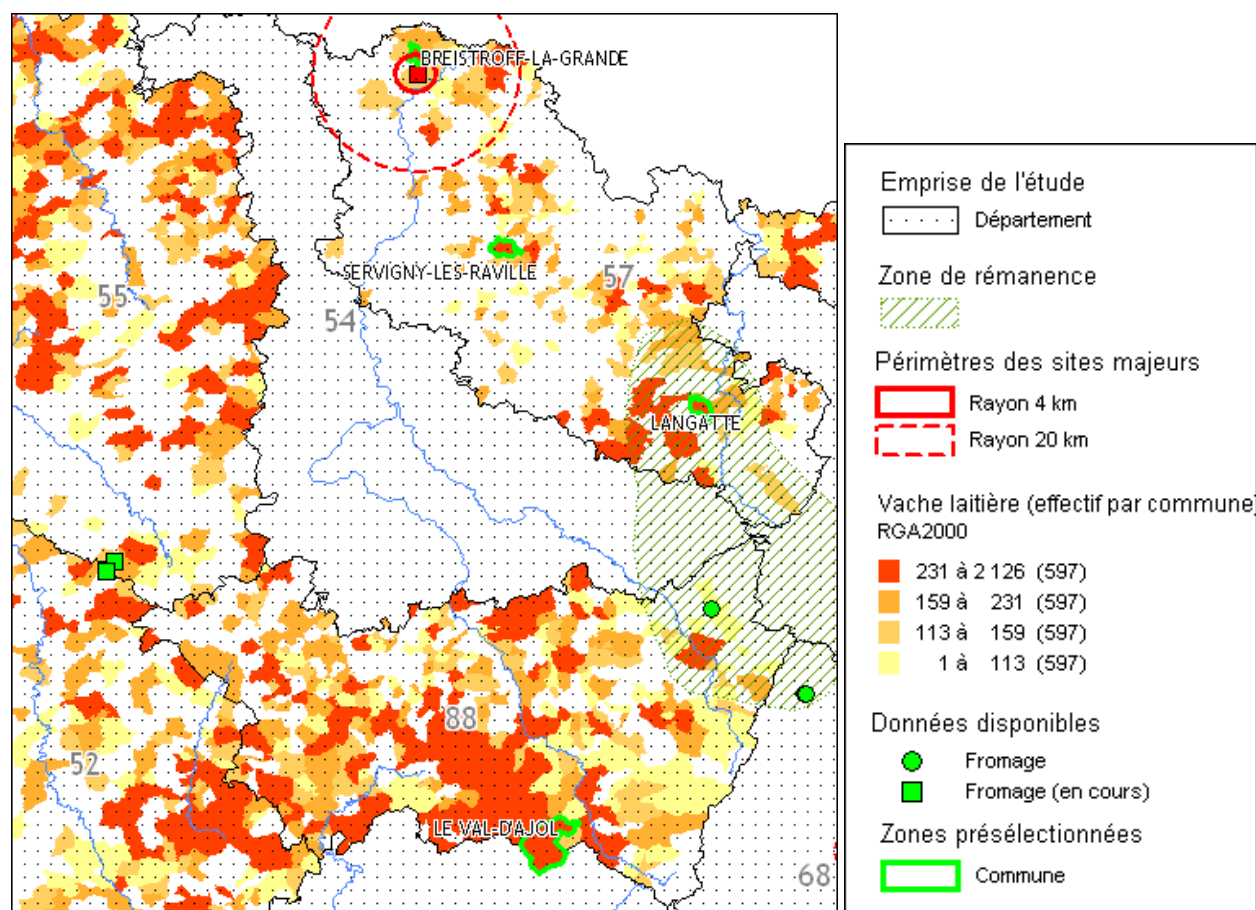 BREISTROFF-LA-GRANDE
SERVIGNY-LES-RAVILLE
57
55
54
LANGATTE
88
52
LE VAL-D'AJOL
68
Emprise de l'étude
Département
Zone de rémanence
Périmètres des sites majeurs
Rayon 4 km
Rayon 20 km
Vache laitière (effectif par commune)
RGA2000
231 à 2 126 (597)
159 à 231 (597)
113 à 159 (597)
1 à 113 (597)
Données disponibles
Fromage
Fromage (en cours)
Zones présélectionnées
Commune